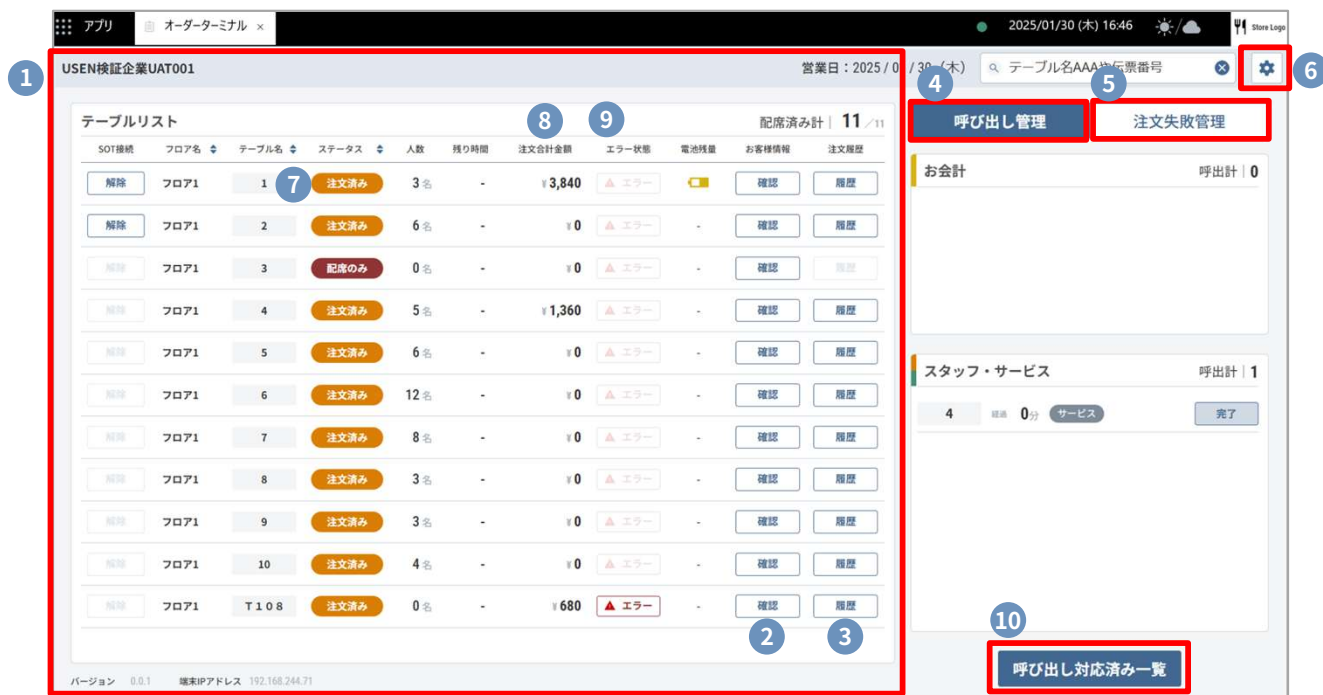 アプリ オーダーターミナル × 2025/01/30 (木) 16:46 Store Logo
1 USEN検証企業UAT001 営業日：2025 / 0 / 30 (木) テーブル名AAAや伝票番号 6
4 5
テーブルリスト 8 9 配席済み計 | 11 /11 呼び出し管理 注文失敗管理
SOT接続 フロア名 テーブル名 ステータス 人数 残り時間 注文合計金額 エラー状態 電池残量 お客様情報 注文履歴
お会計 呼出計 | 0
解除 フロア1 1 7 注文済み 3名 - ¥3,840 エラー 確認 履歴
解除 フロア1 2 注文済み 6名 - ¥0 エラー - 確認 履歴
解除 フロア1 3 配席のみ 0名 - ¥0 エラー - 確認 履歴
解除 フロア1 4 注文済み 5名 - ¥1,360 エラー - 確認 履歴
解除 フロア1 5 注文済み 6名 - ¥0 エラー - 確認 履歴
スタッフ・サービス 呼出計 | 1
解除 フロア1 6 注文済み 12名 - ¥0 エラー - 確認 履歴
4 経過 0分 サービス 完了
解除 フロア1 7 注文済み 8名 - ¥0 エラー - 確認 履歴
解除 フロア1 8 注文済み 3名 - ¥0 エラー - 確認 履歴
解除 フロア1 9 注文済み 3名 - ¥0 エラー - 確認 履歴
解除 フロア1 10 注文済み 4名 - ¥0 エラー - 確認 履歴
解除 フロア1 T108 注文済み 0名 - ¥680 エラー - 確認 履歴
2 3 10
呼び出し対応済み一覧
バージョン 0.0.1 端末IPアドレス 192.168.244.71